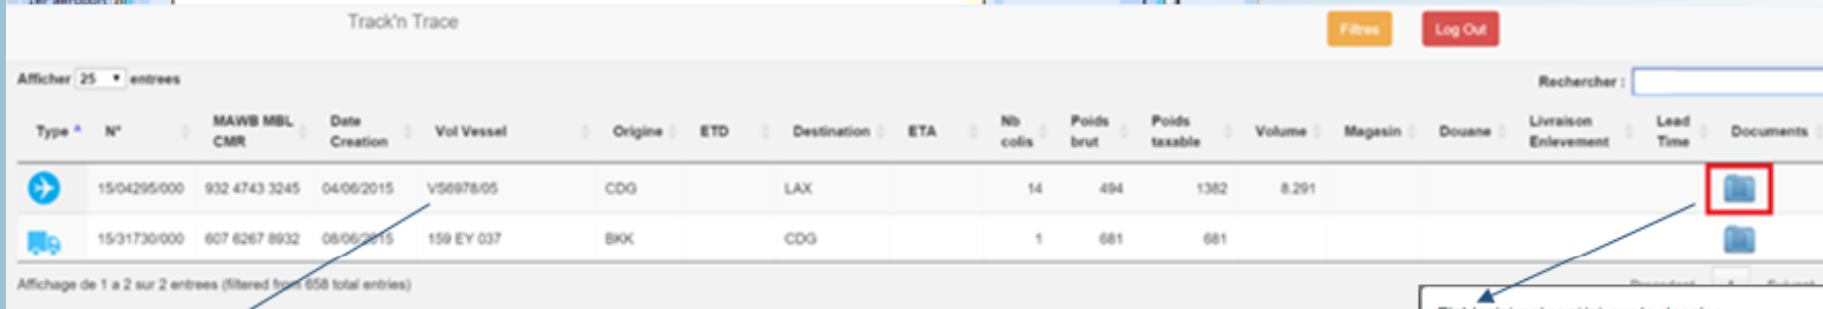 1er aeroport
Track'n Trace
Filtres
Log Out
Afficher 25 entrees
Rechercher :
Type N° MAWB MBL CMR Date Creation Vol Vessel Origine ETD Destination ETA Nb colis Poids brut Poids taxable Volume Magasin Douane Livraison Enlevement Lead Time Documents
15/04295/000 932 4743 3245 04/06/2015 VS6978/05 CDG LAX 14 494 1382 8.291
15/31730/000 607 6267 8932 08/06/2015 159 EY 037 BKK CDG 1 681 681
Affichage de 1 a 2 sur 2 entrees (filtered from 658 total entries)